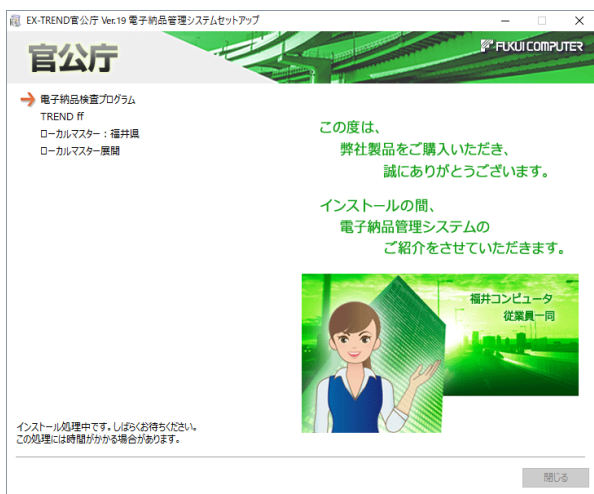 EX-TREND官公庁 Ver.19 電子納品管理システムセットアップ
官公庁
FUKUI COMPUTER
電子納品検査プログラム
TREND ff
ローカルマスター：福井県
ローカルマスター展開
この度は、
弊社製品をご購入いただき、
誠にありがとうございます。
インストールの間、
電子納品管理システムの
ご紹介をさせていただきます。
福井コンピュータ
従業員一同
インストール処理中です。しばらくお待ちください。
この処理には時間がかかる場合があります。
閉じる